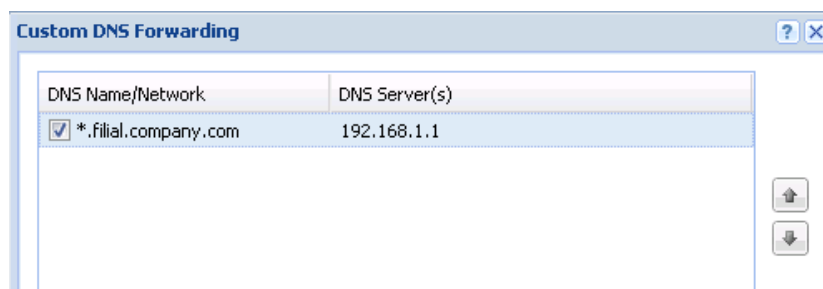 Custom DNS Forwarding
DNS Name/Network DNS Server(s)
*.filial.company.com 192.168.1.1